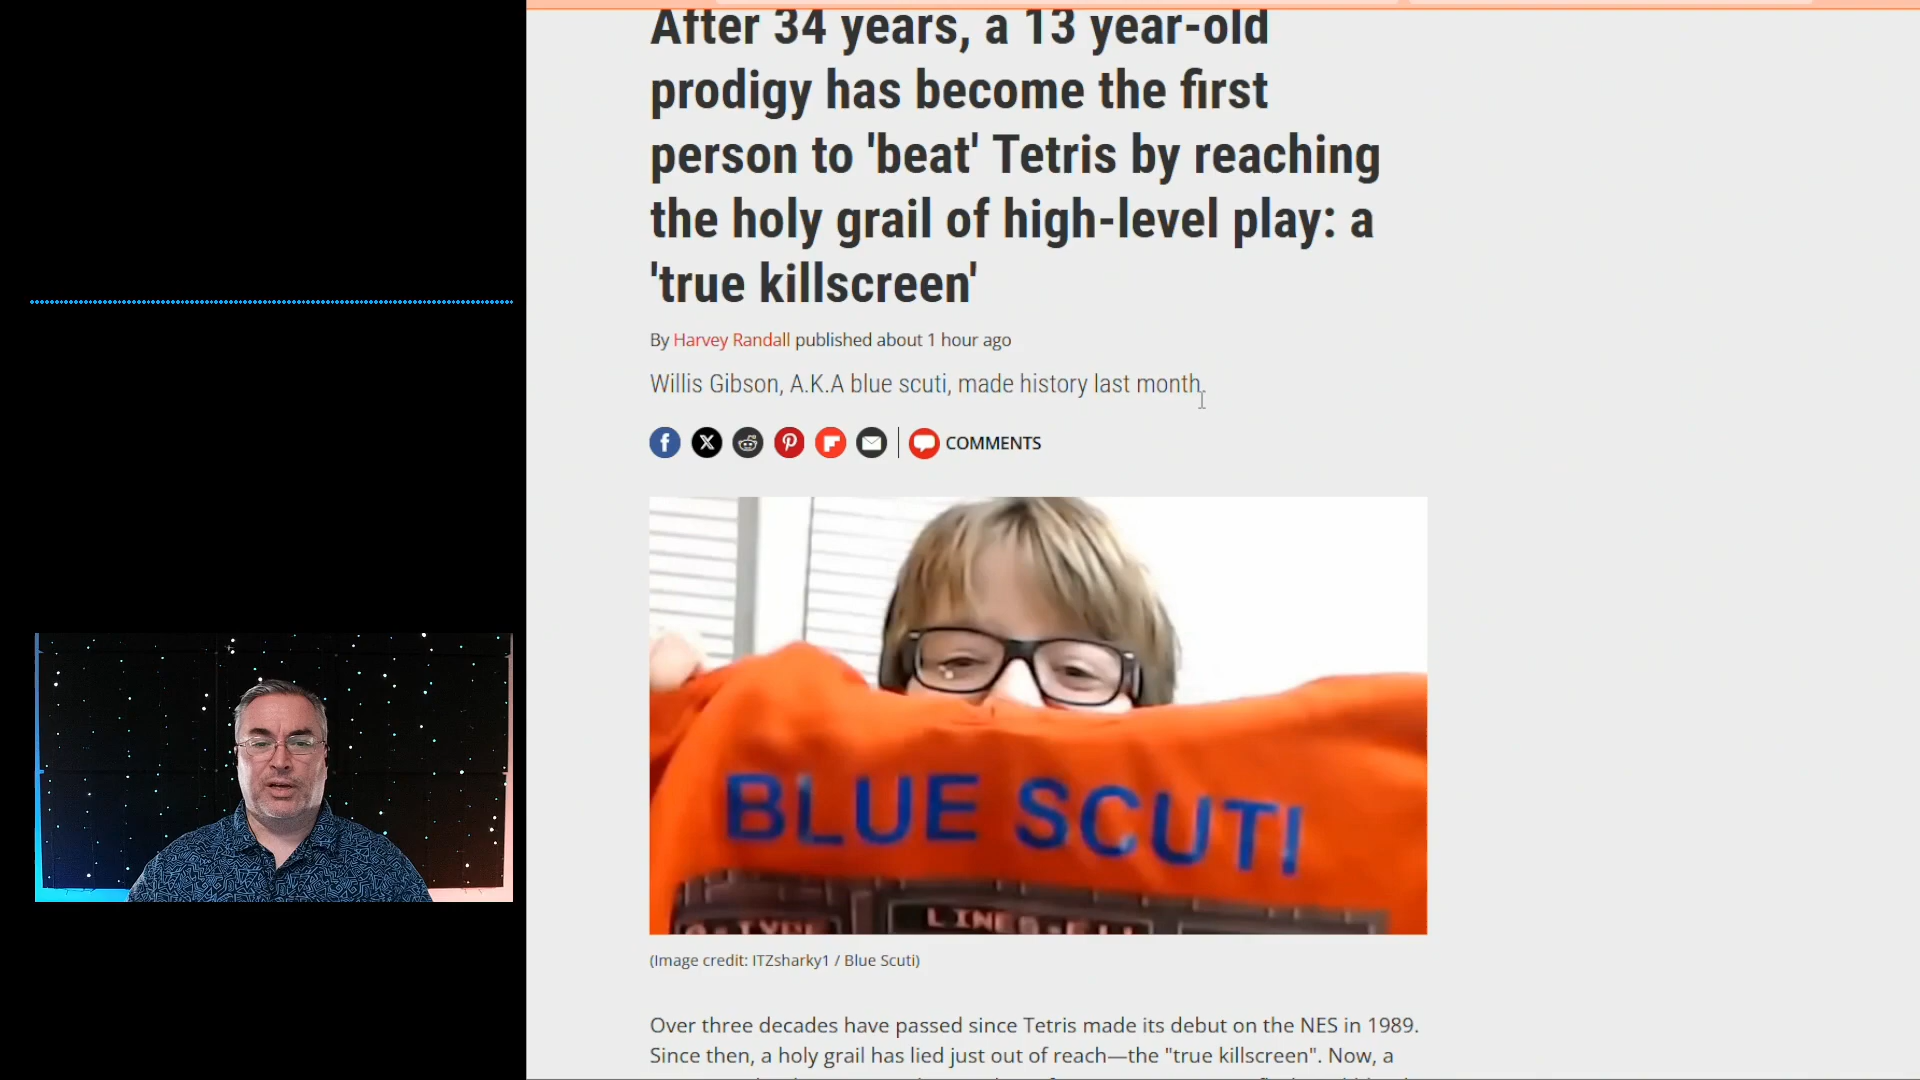 After 34 years, a 13 year-old
prodigy has become the first
person to 'beat' Tetris by reaching
the holy grail of high-level play: a
'true killscreen'
By Harvey Randall published about 1 hour ago
Willis Gibson, A.K.A blue scuti, made history last month.
COMMENTS
BLUE SCUTI
(Image credit: ITZsharky1 / Blue Scuti)
Over three decades have passed since Tetris made its debut on the NES in 1989.
Since then, a holy grail has lied just out of reach—the "true killscreen". Now, a